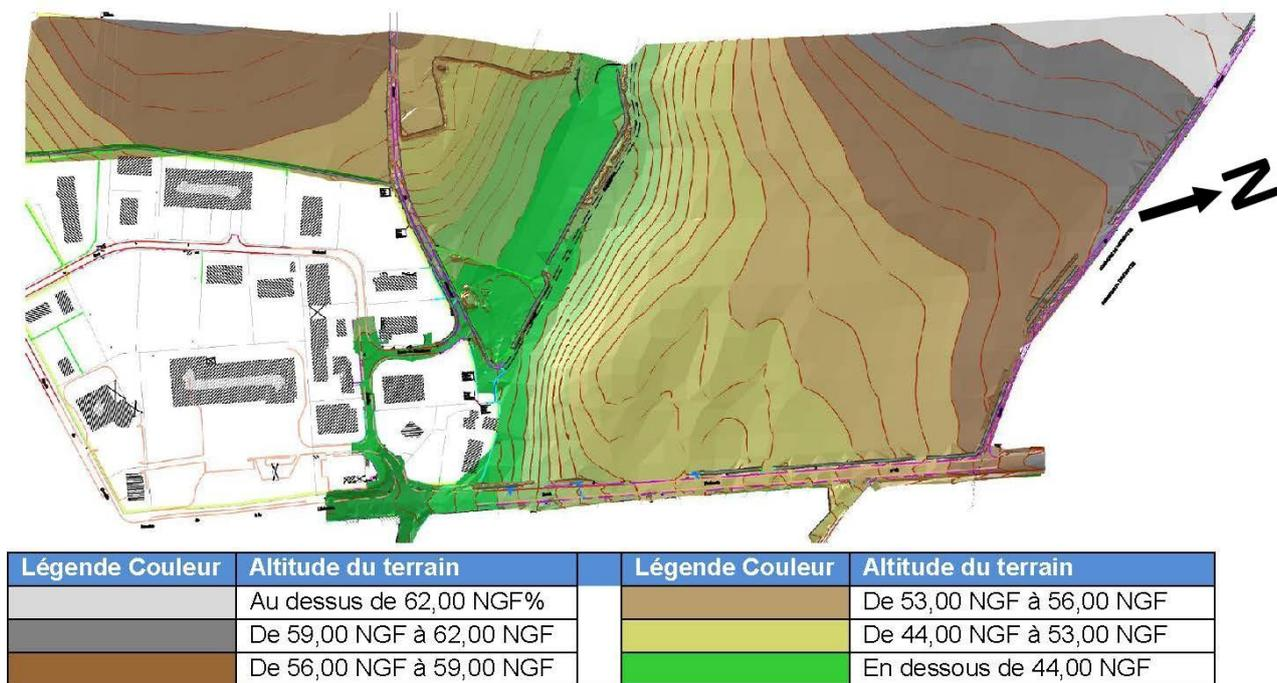 N
Légende Couleur Altitude du terrain Légende Couleur Altitude du terrain
Au dessus de 62,00 NGF% De 53,00 NGF à 56,00 NGF
De 59,00 NGF à 62,00 NGF De 44,00 NGF à 53,00 NGF
De 56,00 NGF à 59,00 NGF En dessous de 44,00 NGF